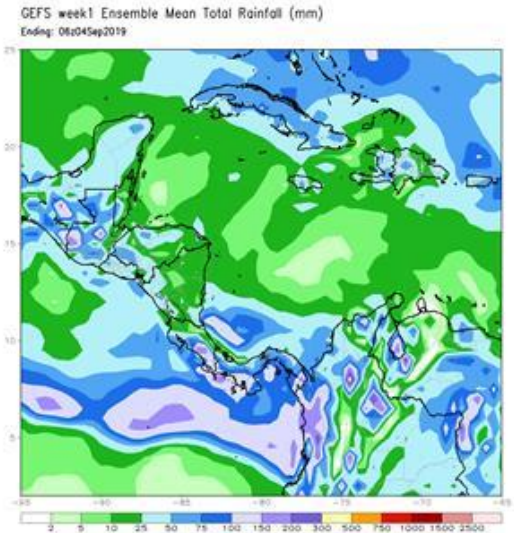 GEFS week1 Ensemble Mean Total Rainfall (mm)
Ending: 06z04Sep2019
25
20
15
10
5
-95 -90 -85 -80 -75 -70 -65
2 5 10 25 50 75 100 150 200 300 500 750 1000 1500 2500